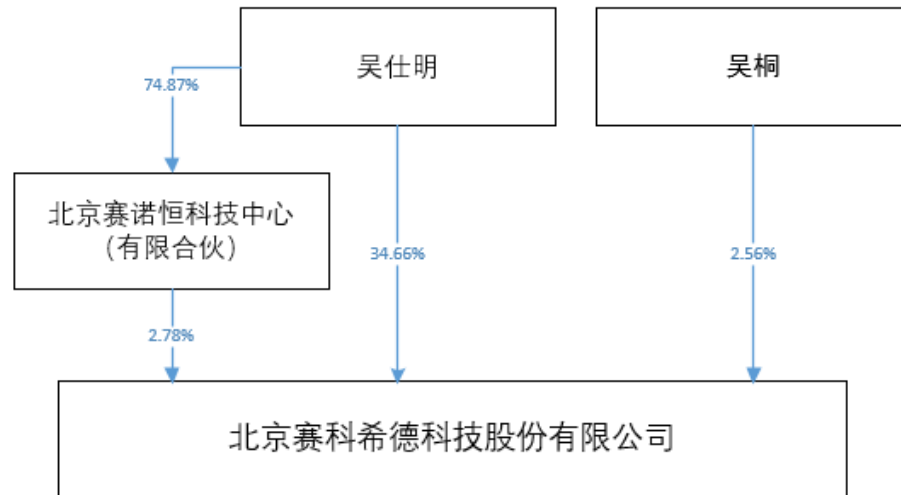 吴仕明
吴桐
74.87%
北京赛诺恒科技中心
（有限合伙）
34.66%
2.56%
2.78%
北京赛科希德科技股份有限公司